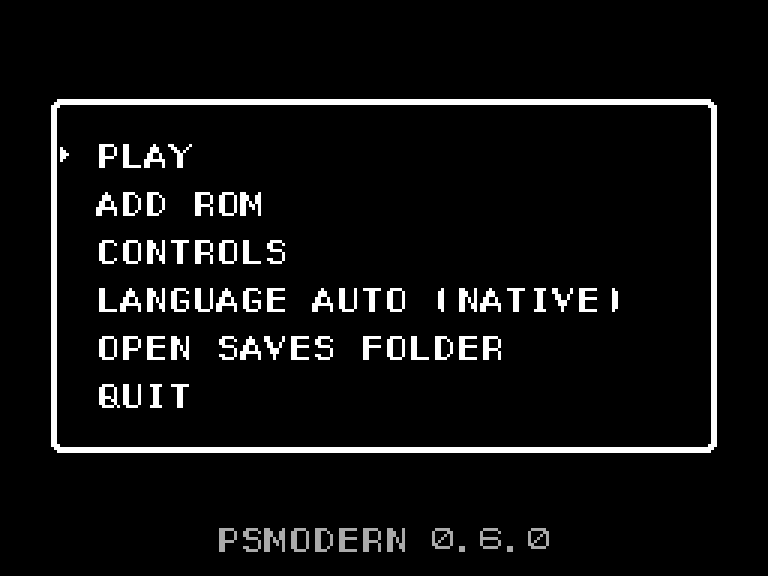 PLAY
ADD ROM
CONTROLS
LANGUAGE AUTO (NATIVE)
OPEN SAVES FOLDER
QUIT
PSMODERN 0.6.0